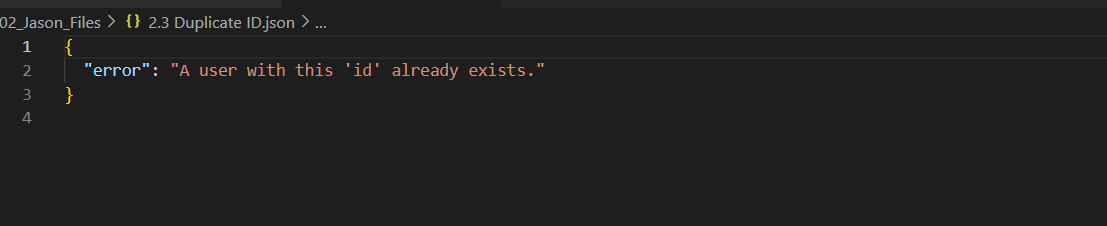 02_Jason_Files > {} 2.3 Duplicate ID.json > ...
1 {
2 "error": "A user with this 'id' already exists."
3 }
4